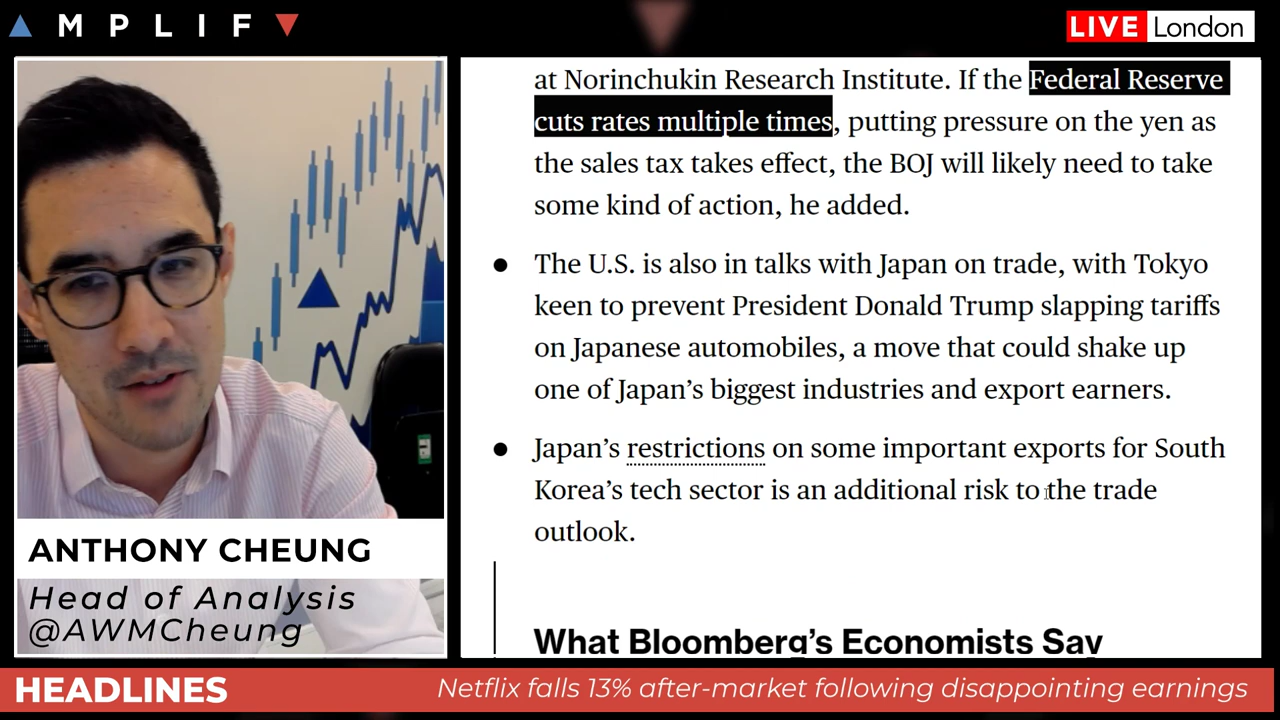 MPLIF
LIVE London
at Norinchukin Research Institute. If the Federal Reserve
cuts rates multiple times, putting pressure on the yen as
the sales tax takes effect, the BOJ will likely need to take
some kind of action, he added.
● The U.S. is also in talks with Japan on trade, with Tokyo
keen to prevent President Donald Trump slapping tariffs
on Japanese automobiles, a move that could shake up
one of Japan’s biggest industries and export earners.
● Japan’s restrictions on some important exports for South
Korea’s tech sector is an additional risk to the trade
outlook.
What Bloomberg’s Economists Say
ANTHONY CHEUNG
Head of Analysis
@AWMCheung
HEADLINES
Netflix falls 13% after-market following disappointing earnings